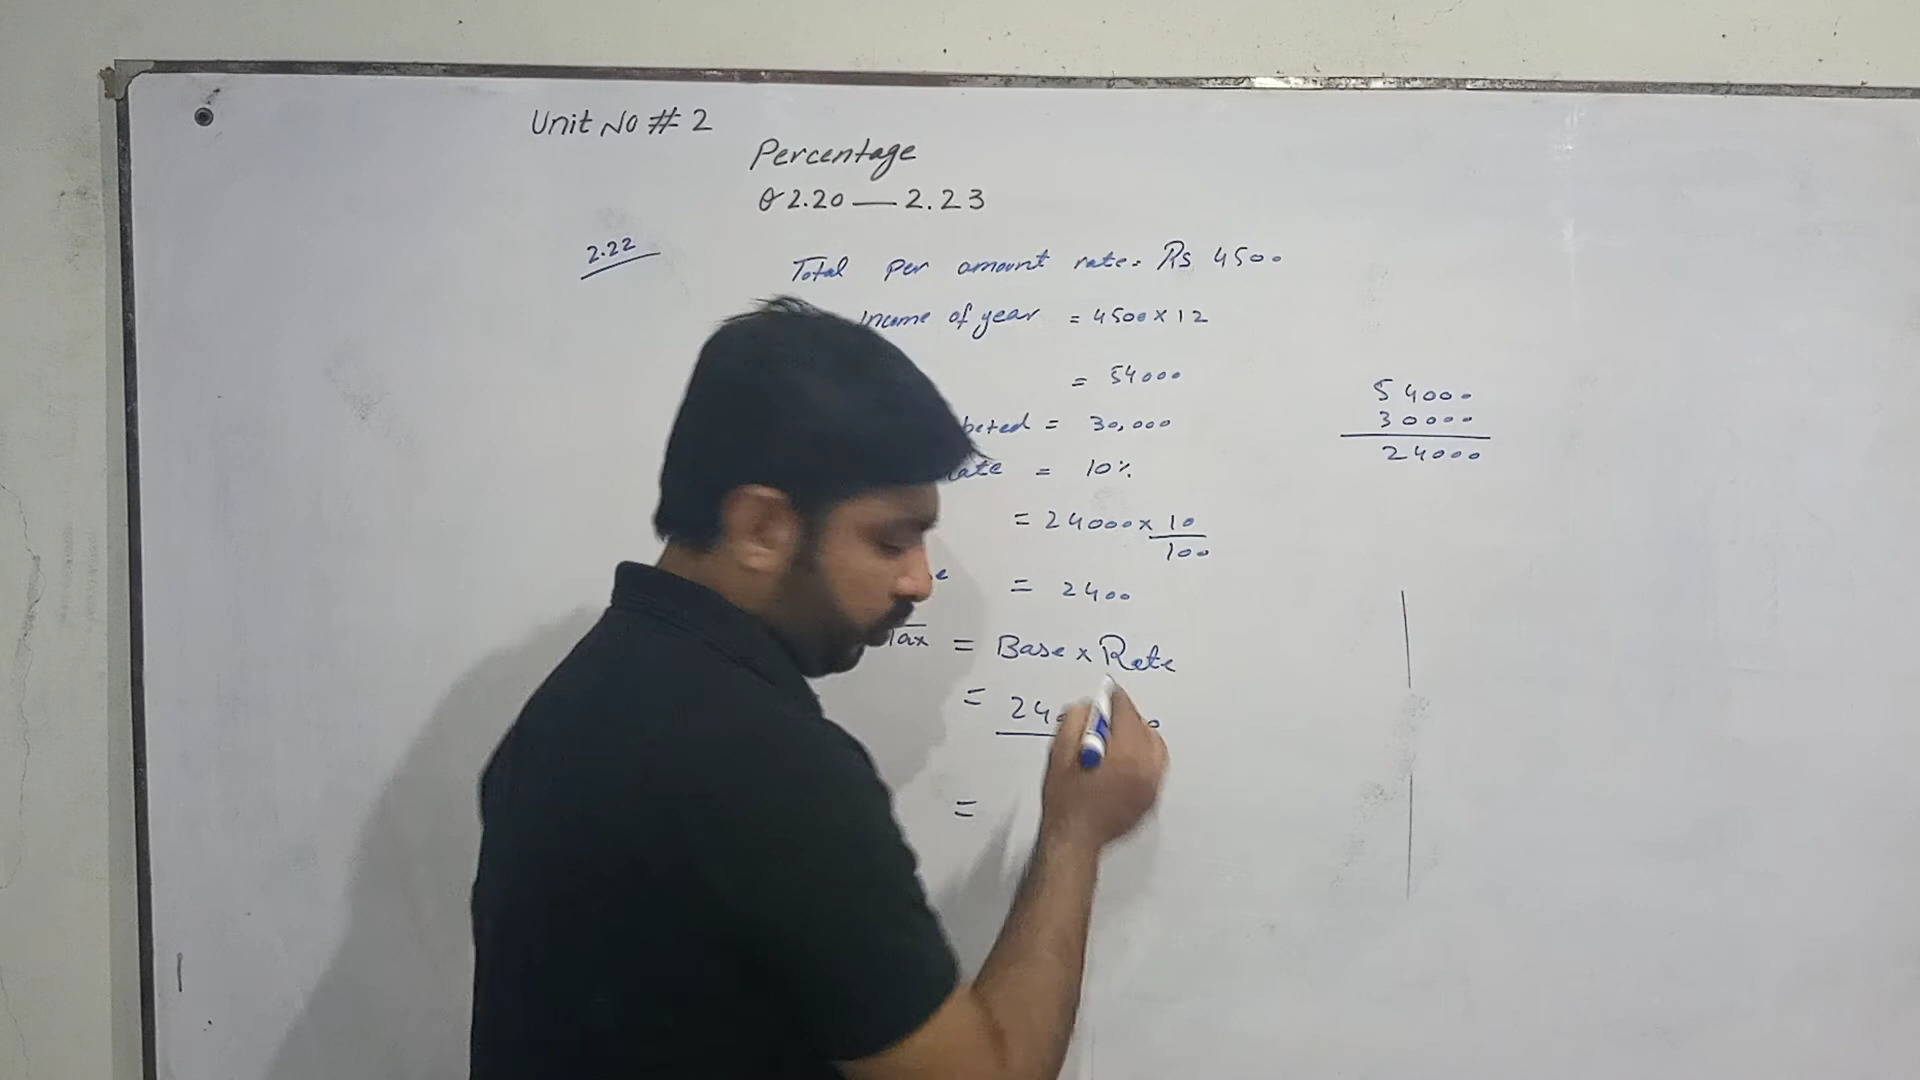 Unit No # 2
Percentage
Q 2.20 — 2.23
2.22
Total per amount rate = Rs 4500
Income of year = 4500 × 12
= 54000
= 30,000
= 10%
= 24000 × 10/100
= 2400
Tax = Base × Rate
=
=
54000
30000
24000